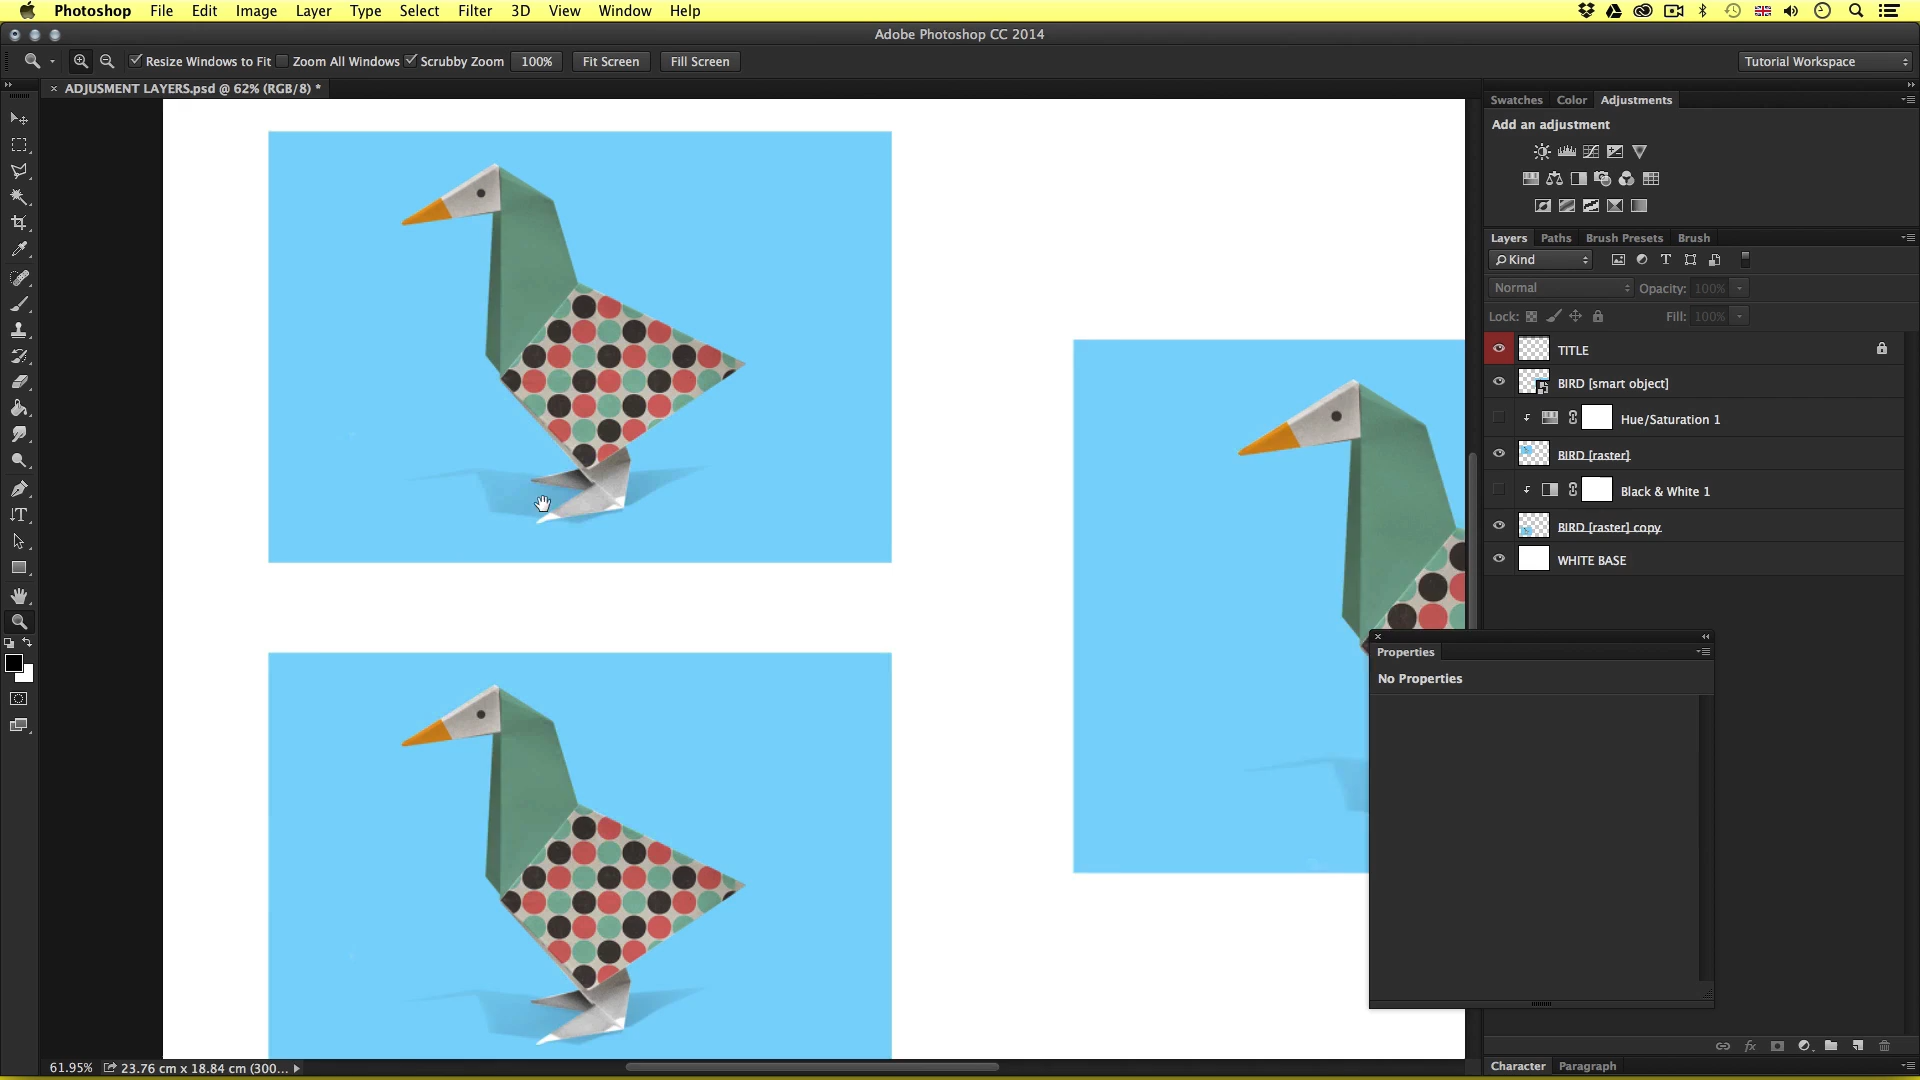 Photoshop File Edit Image Layer Type Select Filter 3D View Window Help
Adobe Photoshop CC 2014
Resize Windows to Fit Zoom All Windows Scrubby Zoom 100% Fit Screen Fill Screen Tutorial Workspace
ADJUSMENT LAYERS.psd @ 62% (RGB/8) *
Swatches Color Adjustments
Add an adjustment
Layers Paths Brush Presets Brush
Kind
Normal Opacity: 100%
Lock: Fill: 100%
TITLE
BIRD [smart object]
Hue/Saturation 1
BIRD [raster]
Black & White 1
BIRD [raster] copy
WHITE BASE
Properties
No Properties
61.95% 23.76 cm x 18.84 cm (300...
Character Paragraph